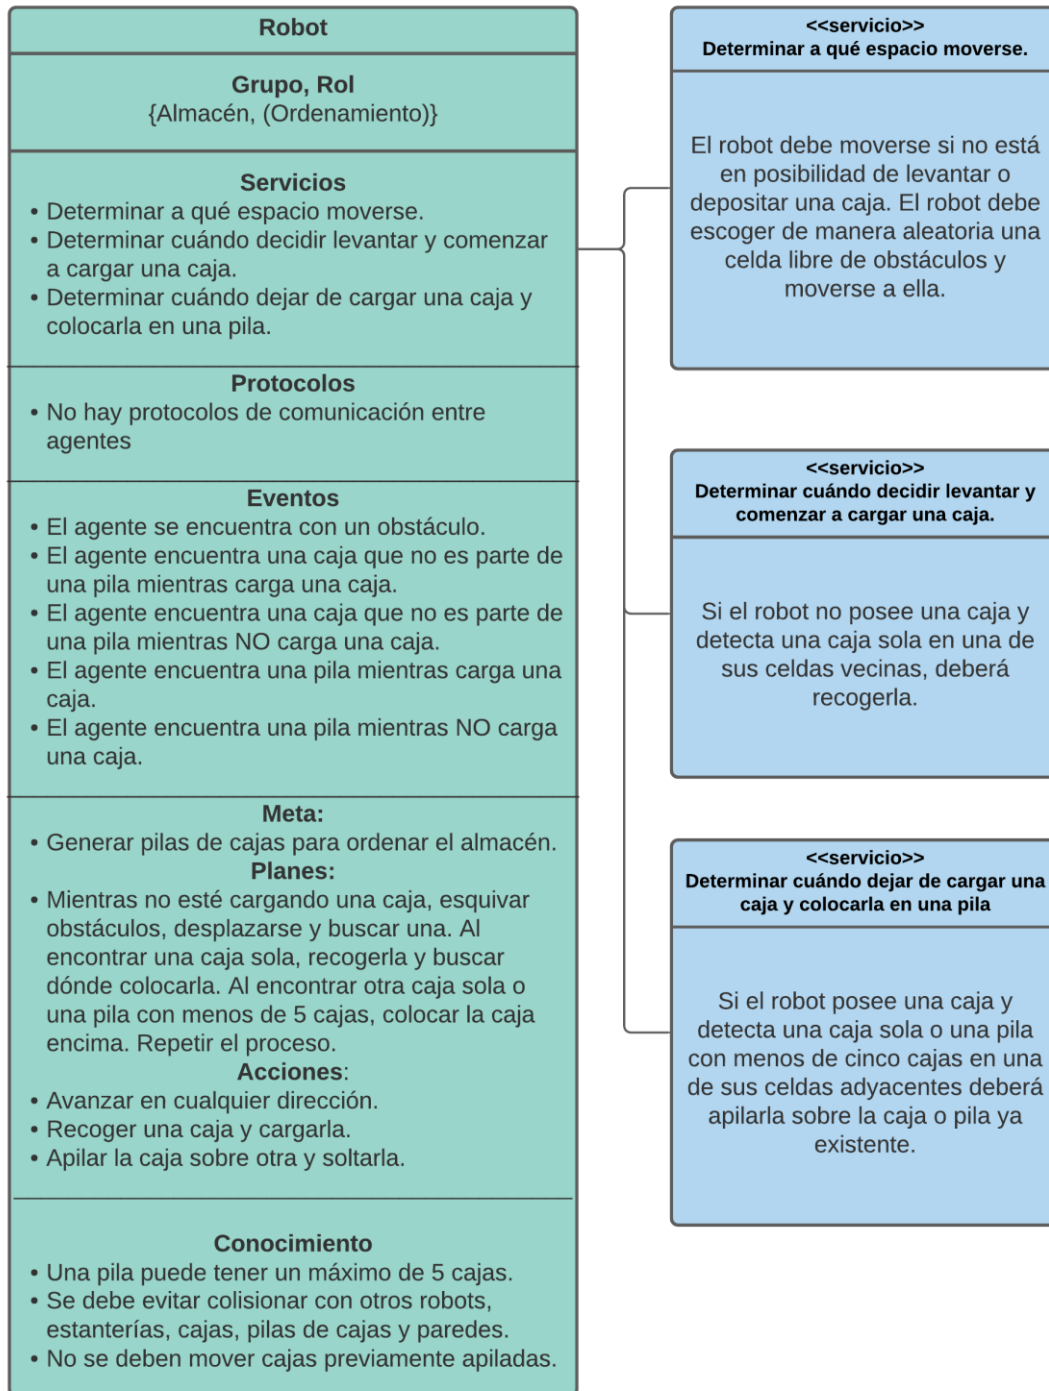 Robot
Grupo, Rol
{Almacén, (Ordenamiento)}
Servicios
• Determinar a qué espacio moverse.
• Determinar cuándo decidir levantar y comenzar
a cargar una caja.
• Determinar cuándo dejar de cargar una caja y
colocarla en una pila.
Protocolos
• No hay protocolos de comunicación entre
agentes
Eventos
• El agente se encuentra con un obstáculo.
• El agente encuentra una caja que no es parte de
una pila mientras carga una caja.
• El agente encuentra una caja que no es parte de
una pila mientras NO carga una caja.
• El agente encuentra una pila mientras carga una
caja.
• El agente encuentra una pila mientras NO carga
una caja.
Meta:
• Generar pilas de cajas para ordenar el almacén.
Planes:
• Mientras no esté cargando una caja, esquivar
obstáculos, desplazarse y buscar una. Al
encontrar una caja sola, recogerla y buscar
dónde colocarla. Al encontrar otra caja sola o
una pila con menos de 5 cajas, colocar la caja
encima. Repetir el proceso.
Acciones:
• Avanzar en cualquier dirección.
• Recoger una caja y cargarla.
• Apilar la caja sobre otra y soltarla.
Conocimiento
• Una pila puede tener un máximo de 5 cajas.
• Se debe evitar colisionar con otros robots,
estanterías, cajas, pilas de cajas y paredes.
• No se deben mover cajas previamente apiladas.
<<servicio>>
Determinar a qué espacio moverse.
El robot debe moverse si no está
en posibilidad de levantar o
depositar una caja. El robot debe
escoger de manera aleatoria una
celda libre de obstáculos y
moverse a ella.
<<servicio>>
Determinar cuándo decidir levantar y
comenzar a cargar una caja.
Si el robot no posee una caja y
detecta una caja sola en una de
sus celdas vecinas, deberá
recogerla.
<<servicio>>
Determinar cuándo dejar de cargar una
caja y colocarla en una pila
Si el robot posee una caja y
detecta una caja sola o una pila
con menos de cinco cajas en una
de sus celdas adyacentes deberá
apilarla sobre la caja o pila ya
existente.